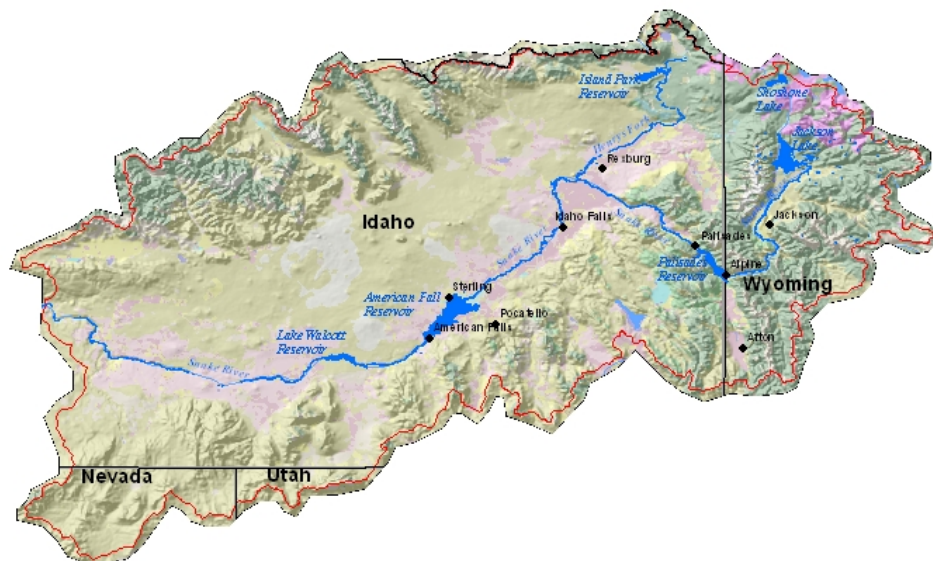 Island Park
Reservoir
Shoshone
Lake
Henrys Fork
Jackson
Lake
Rexburg
Idaho
Idaho Falls
Snake River
Jackson
Snake River
Palisades
Palisades
Reservoir
Alpine
Wyoming
Sterling
American Fall
Reservoir
Pocatello
American Falls
Afton
Lake Walcott
Reservoir
Snake River
Nevada
Utah